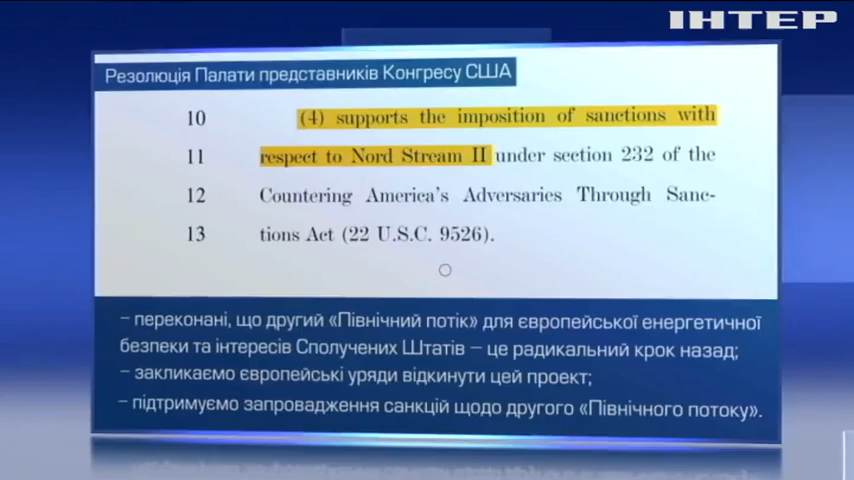 ІНТЕР
Резолюція Палати представників Конгресу США
10 (4) supports the imposition of sanctions with
11 respect to Nord Stream II under section 232 of the
12 Countering America's Adversaries Through Sanc-
13 tions Act (22 U.S.C. 9526).
– переконані, що другий «Північний потік» для європейської енергетичної
безпеки та інтересів Сполучених Штатів – це радикальний крок назад;
– закликаємо європейські уряди відкинути цей проект;
– підтримуємо запровадження санкцій щодо другого «Північного потоку».